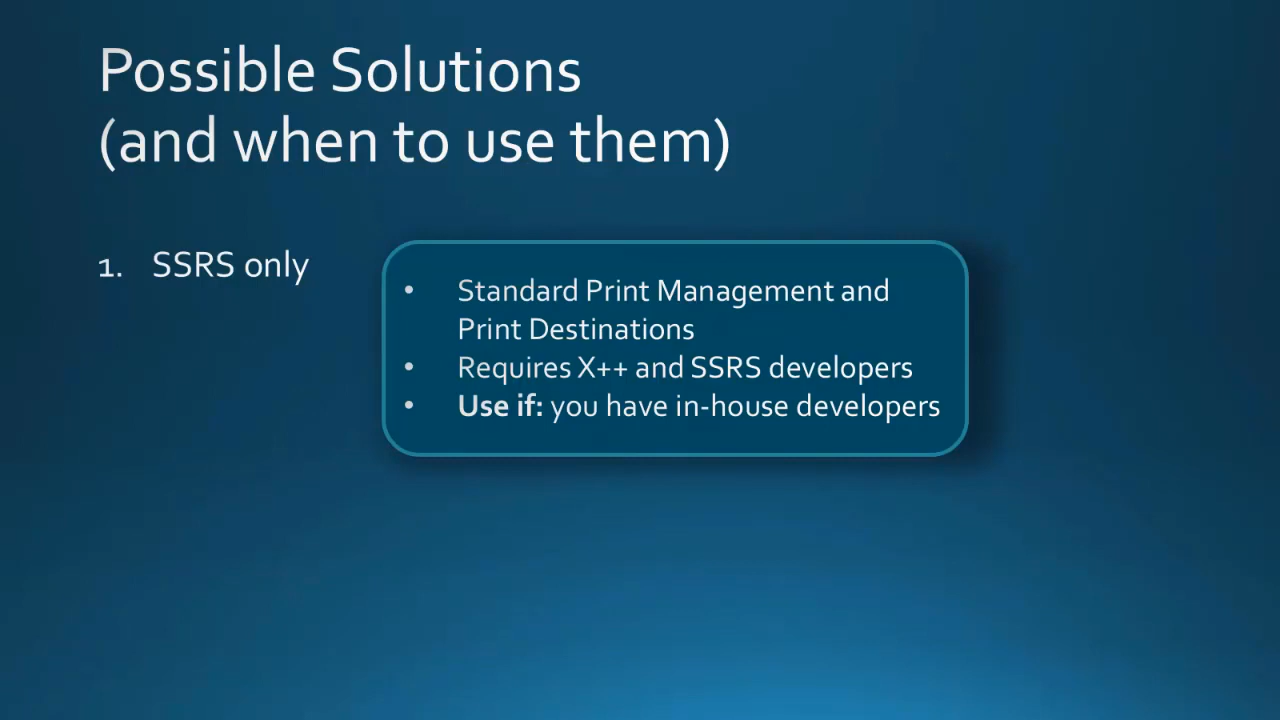 Possible Solutions
(and when to use them)
1. SSRS only
• Standard Print Management and
Print Destinations
• Requires X++ and SSRS developers
• Use if: you have in-house developers